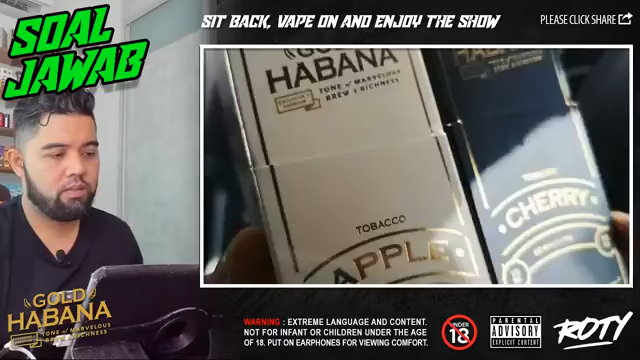 SOAL
JAWAB
SIT BACK, VAPE ON AND ENJOY THE SHOW
PLEASE CLICK SHARE
GOLD
HABANA
TONE of MARVELOUS
BREW & RICHNESS
TOBACCO
APPLE
CHERRY
GOLD
HABANA
TONE of MARVELOUS
BREW & RICHNESS
WARNING : EXTREME LANGUAGE AND CONTENT.
NOT FOR INFANT OR CHILDREN UNDER THE AGE
OF 18. PUT ON EARPHONES FOR VIEWING COMFORT.
UNDER
18
PARENTAL
ADVISORY
EXPLICIT CONTENT
ROTY